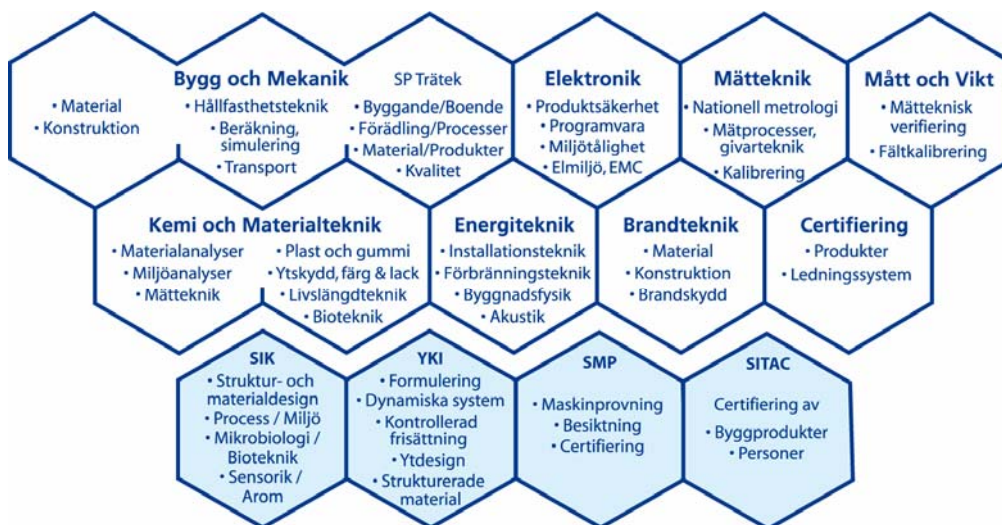 Bygg och Mekanik
• Material
• Konstruktion
• Hållfasthetsteknik
• Beräkning,
simulering
• Transport
SP Trätek
• Byggande/Boende
• Förädling/Processer
• Material/Produkter
• Kvalitet
Elektronik
• Produktsäkerhet
• Programvara
• Miljötålighet
• Elmiljö, EMC
Mätteknik
• Nationell metrologi
• Mätprocesser,
givarteknik
• Kalibrering
Mått och Vikt
• Mätteknisk
verifiering
• Fältkalibrering
Kemi och Materialteknik
• Materialanalyser
• Miljöanalyser
• Mätteknik
• Plast och gummi
• Ytskydd, färg & lack
• Livslängdteknik
• Bioteknik
Energiteknik
• Installationsteknik
• Förbränningsteknik
• Byggnadsfysik
• Akustik
Brandteknik
• Material
• Konstruktion
• Brandskydd
Certifiering
• Produkter
• Ledningssystem
SIK
• Struktur- och
materialdesign
• Process / Miljö
• Mikrobiologi /
Bioteknik
• Sensorik /
Arom
YKI
• Formulering
• Dynamiska system
• Kontrollerad
frisättning
• Ytdesign
• Strukturerade
material
SMP
• Maskinprovning
• Besiktning
• Certifiering
SITAC
Certifiering av
• Byggprodukter
• Personer